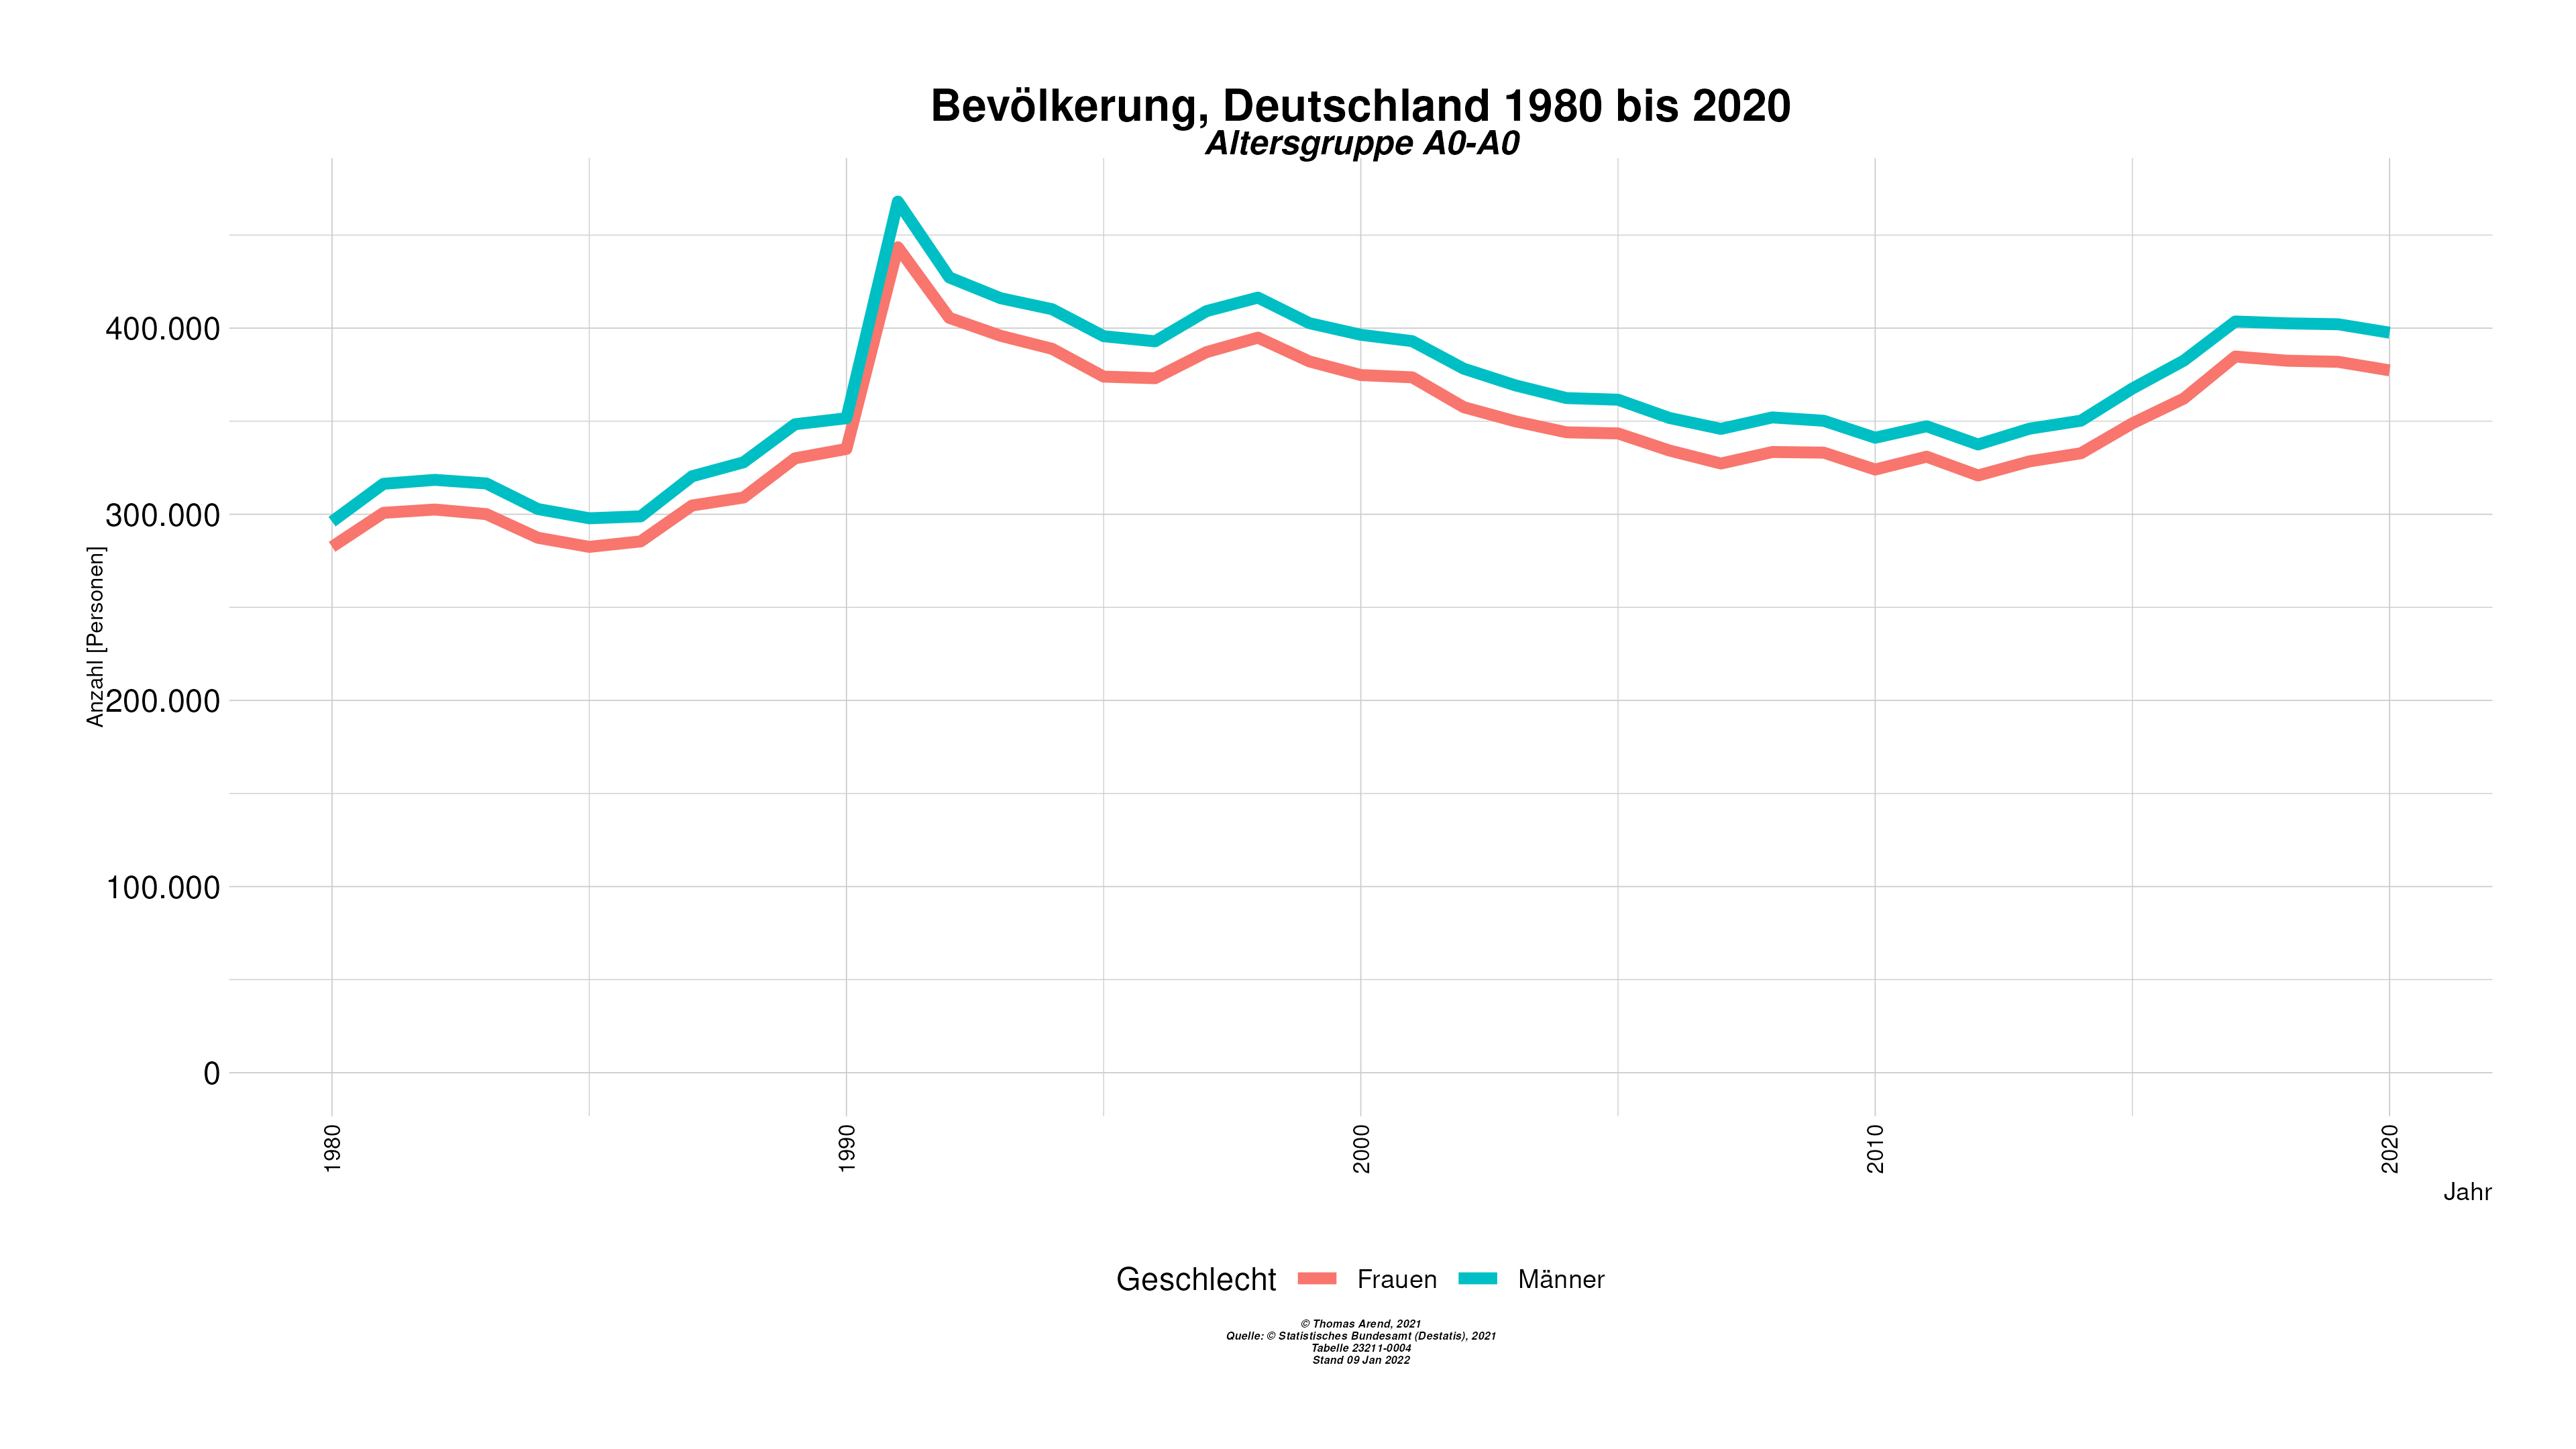 Bevölkerung, Deutschland 1980 bis 2020
Altersgruppe A0-A0
Anzahl [Personen]
400.000
300.000
200.000
100.000
0
1980
1990
2000
2010
2020
Jahr
Geschlecht Frauen Männer
© Thomas Arend, 2021
Quelle: © Statistisches Bundesamt (Destatis), 2021
Tabelle 23211-0004
Stand 09 Jan 2022